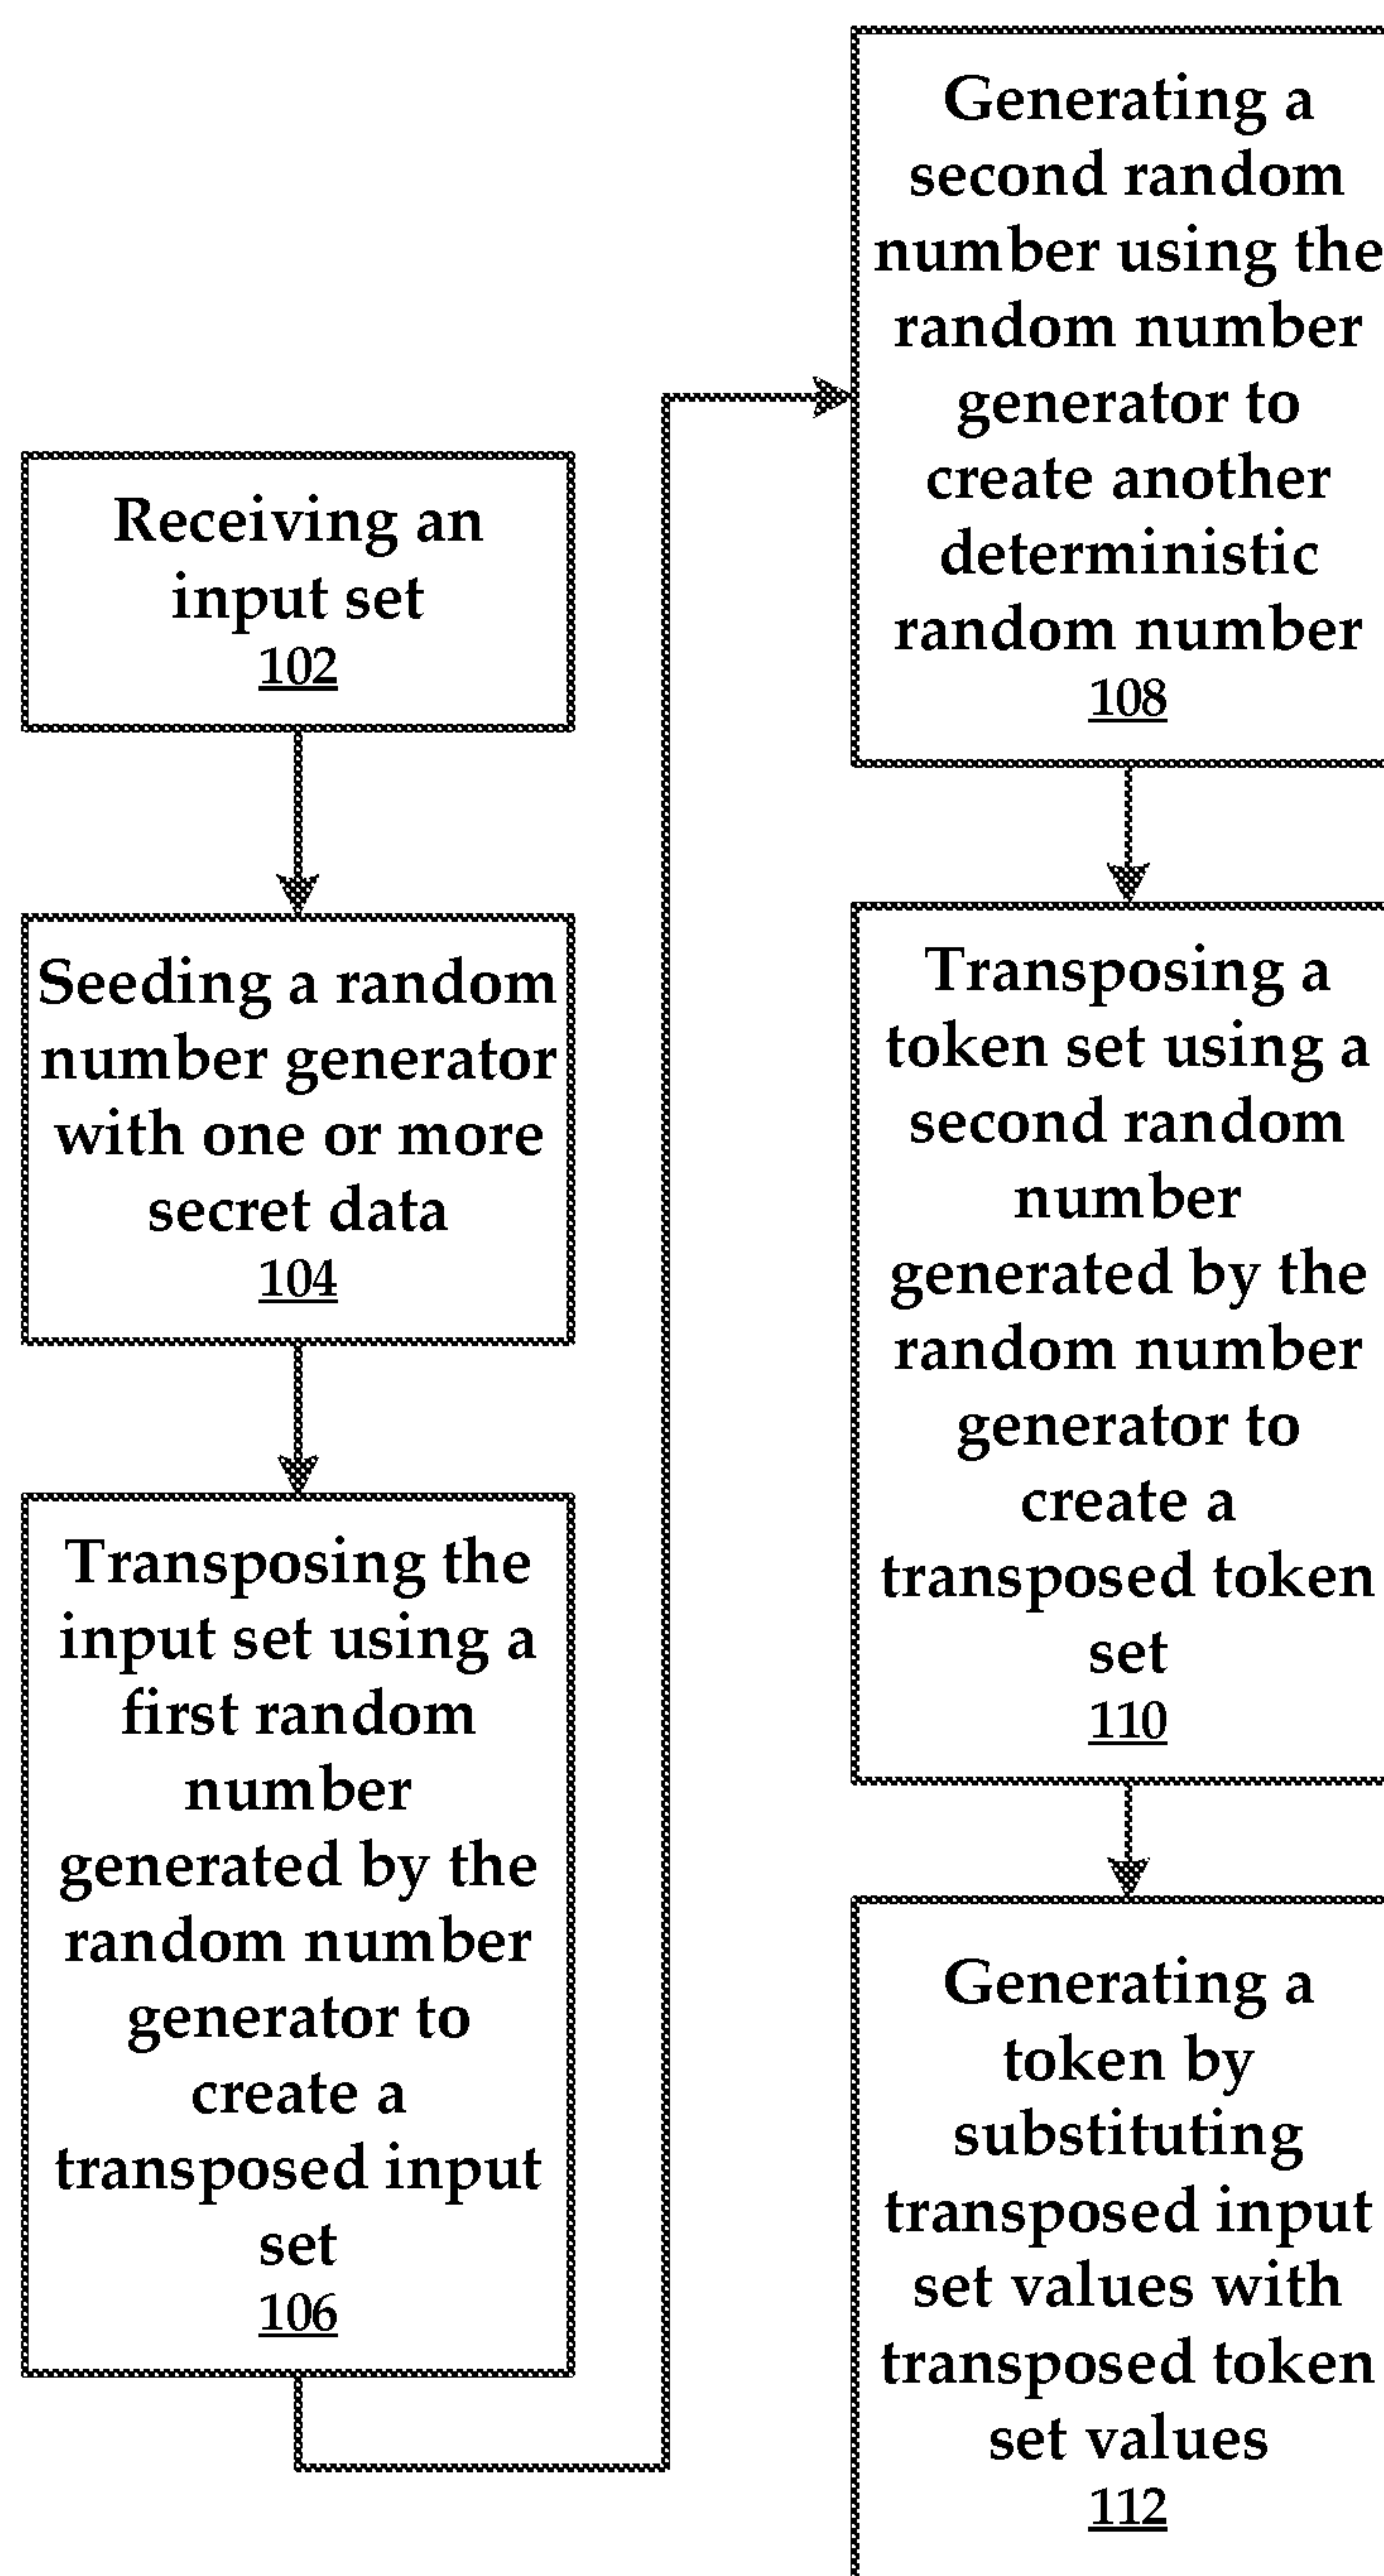 Receiving an
input set
102
Seeding a random
number generator
with one or more
secret data
104
Transposing the
input set using a
first random
number
generated by the
random number
generator to
create a
transposed input
set
106
Generating a
second random
number using the
random number
generator to
create another
deterministic
random number
108
Transposing a
token set using a
second random
number
generated by the
random number
generator to
create a
transposed token
set
110
Generating a
token by
substituting
transposed input
set values with
transposed token
set values
112